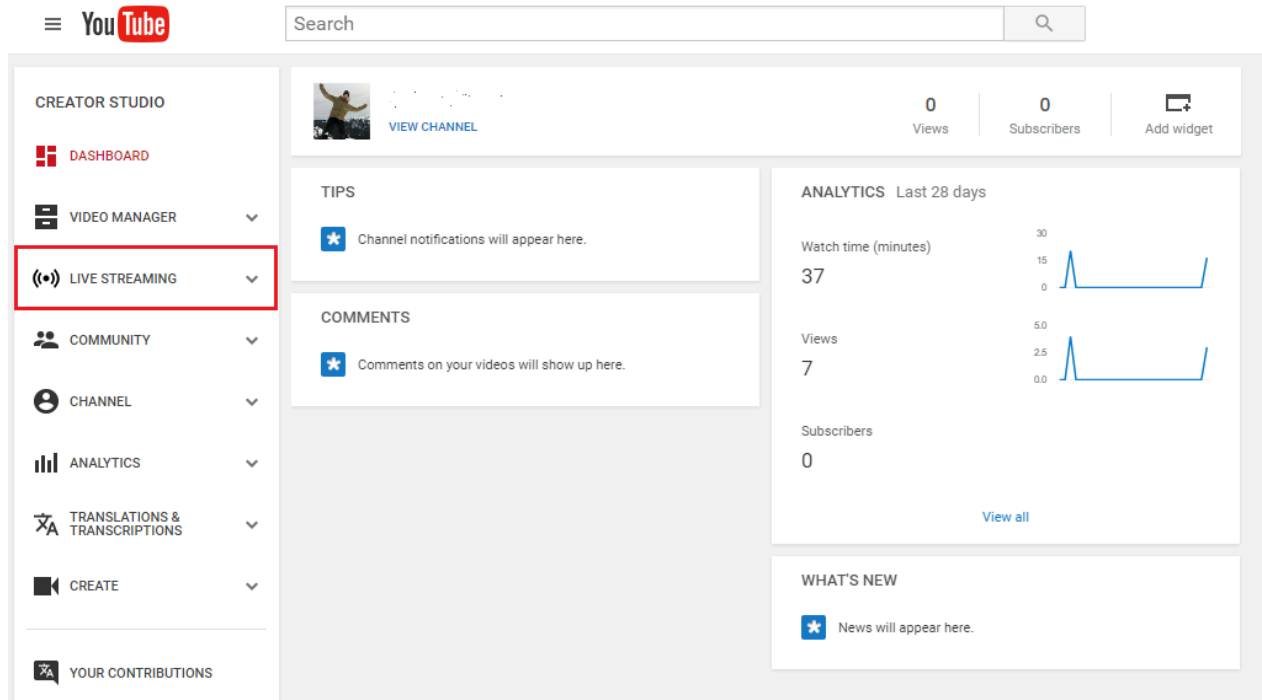 YouTube
Search
CREATOR STUDIO
DASHBOARD
VIDEO MANAGER
LIVE STREAMING
COMMUNITY
CHANNEL
ANALYTICS
TRANSLATIONS &
TRANSCRIPTIONS
CREATE
YOUR CONTRIBUTIONS
VIEW CHANNEL
0
Views
0
Subscribers
Add widget
TIPS
Channel notifications will appear here.
COMMENTS
Comments on your videos will show up here.
ANALYTICS Last 28 days
Watch time (minutes)
37
30
15
0
Views
7
5.0
2.5
0.0
Subscribers
0
View all
WHAT'S NEW
News will appear here.